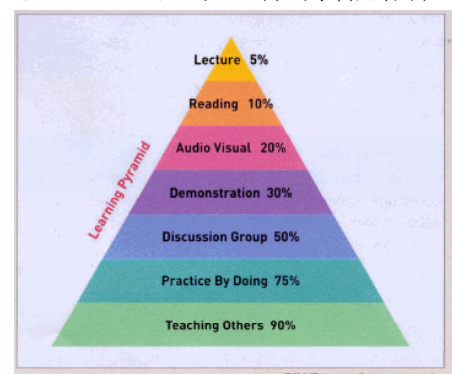 Lecture 5%
Reading 10%
Audio Visual 20%
Learning Pyramid
Demonstration 30%
Discussion Group 50%
Practice By Doing 75%
Teaching Others 90%